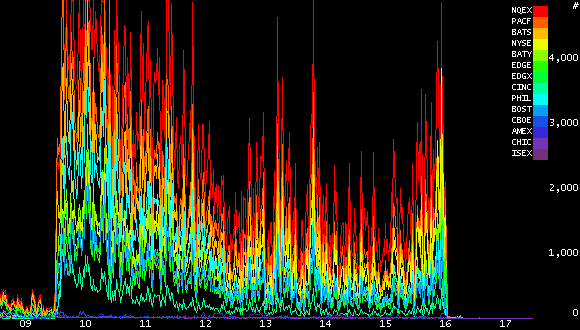 #
NQEX
PACF
BATS
NYSE
BATY
EDGE
EDGX
CINC
PHIL
BOST
CBOE
AMEX
CHIC
ISEX
4,000
3,000
2,000
1,000
0
09 10 11 12 13 14 15 16 17